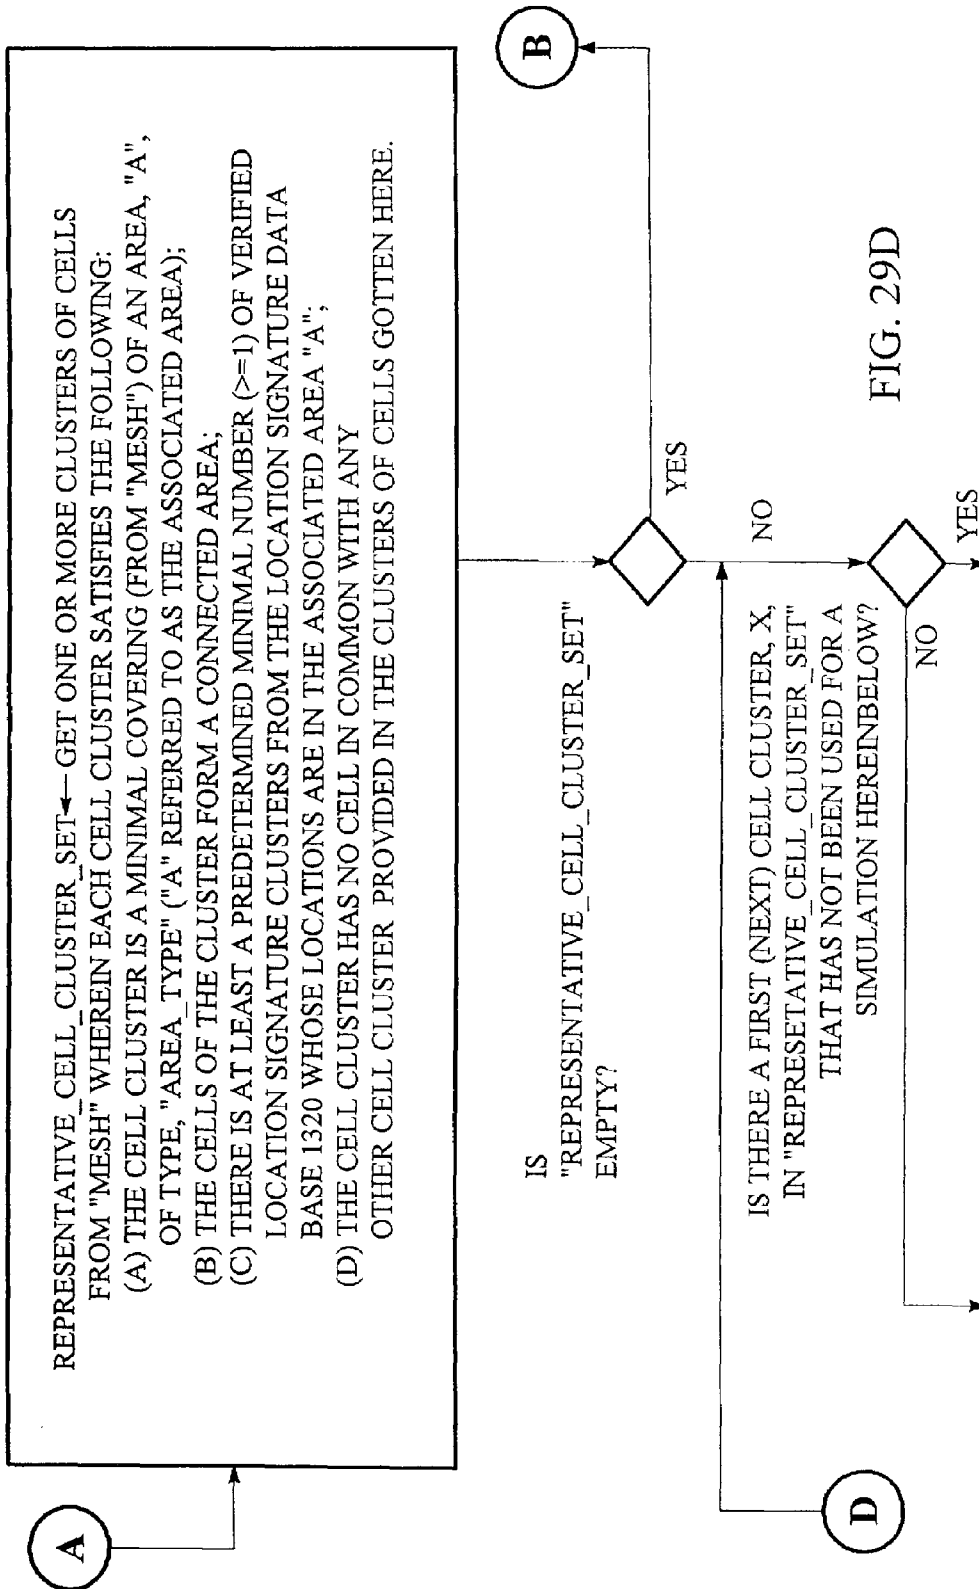 A
REPRESENTATIVE_CELL_CLUSTER_SET← GET ONE OR MORE CLUSTERS OF CELLS
FROM "MESH" WHEREIN EACH CELL CLUSTER SATISFIES THE FOLLOWING:
(A) THE CELL CLUSTER IS A MINIMAL COVERING (FROM "MESH") OF AN AREA, "A",
OF TYPE, "AREA_TYPE" ("A" REFERRED TO AS THE ASSOCIATED AREA);
(B) THE CELLS OF THE CLUSTER FORM A CONNECTED AREA;
(C) THERE IS AT LEAST A PREDETERMINED MINIMAL NUMBER (>=1) OF VERIFIED
LOCATION SIGNATURE CLUSTERS FROM THE LOCATION SIGNATURE DATA
BASE 1320 WHOSE LOCATIONS ARE IN THE ASSOCIATED AREA "A";
(D) THE CELL CLUSTER HAS NO CELL IN COMMON WITH ANY
OTHER CELL CLUSTER PROVIDED IN THE CLUSTERS OF CELLS GOTTEN HERE.
IS
"REPRESENTATIVE_CELL_CLUSTER_SET"
EMPTY?
YES
B
NO
D
IS THERE A FIRST (NEXT) CELL CLUSTER, X,
IN "REPRESETATIVE_CELL_CLUSTER_SET"
THAT HAS NOT BEEN USED FOR A
SIMULATION HEREINBELOW?
NO
YES
FIG. 29D